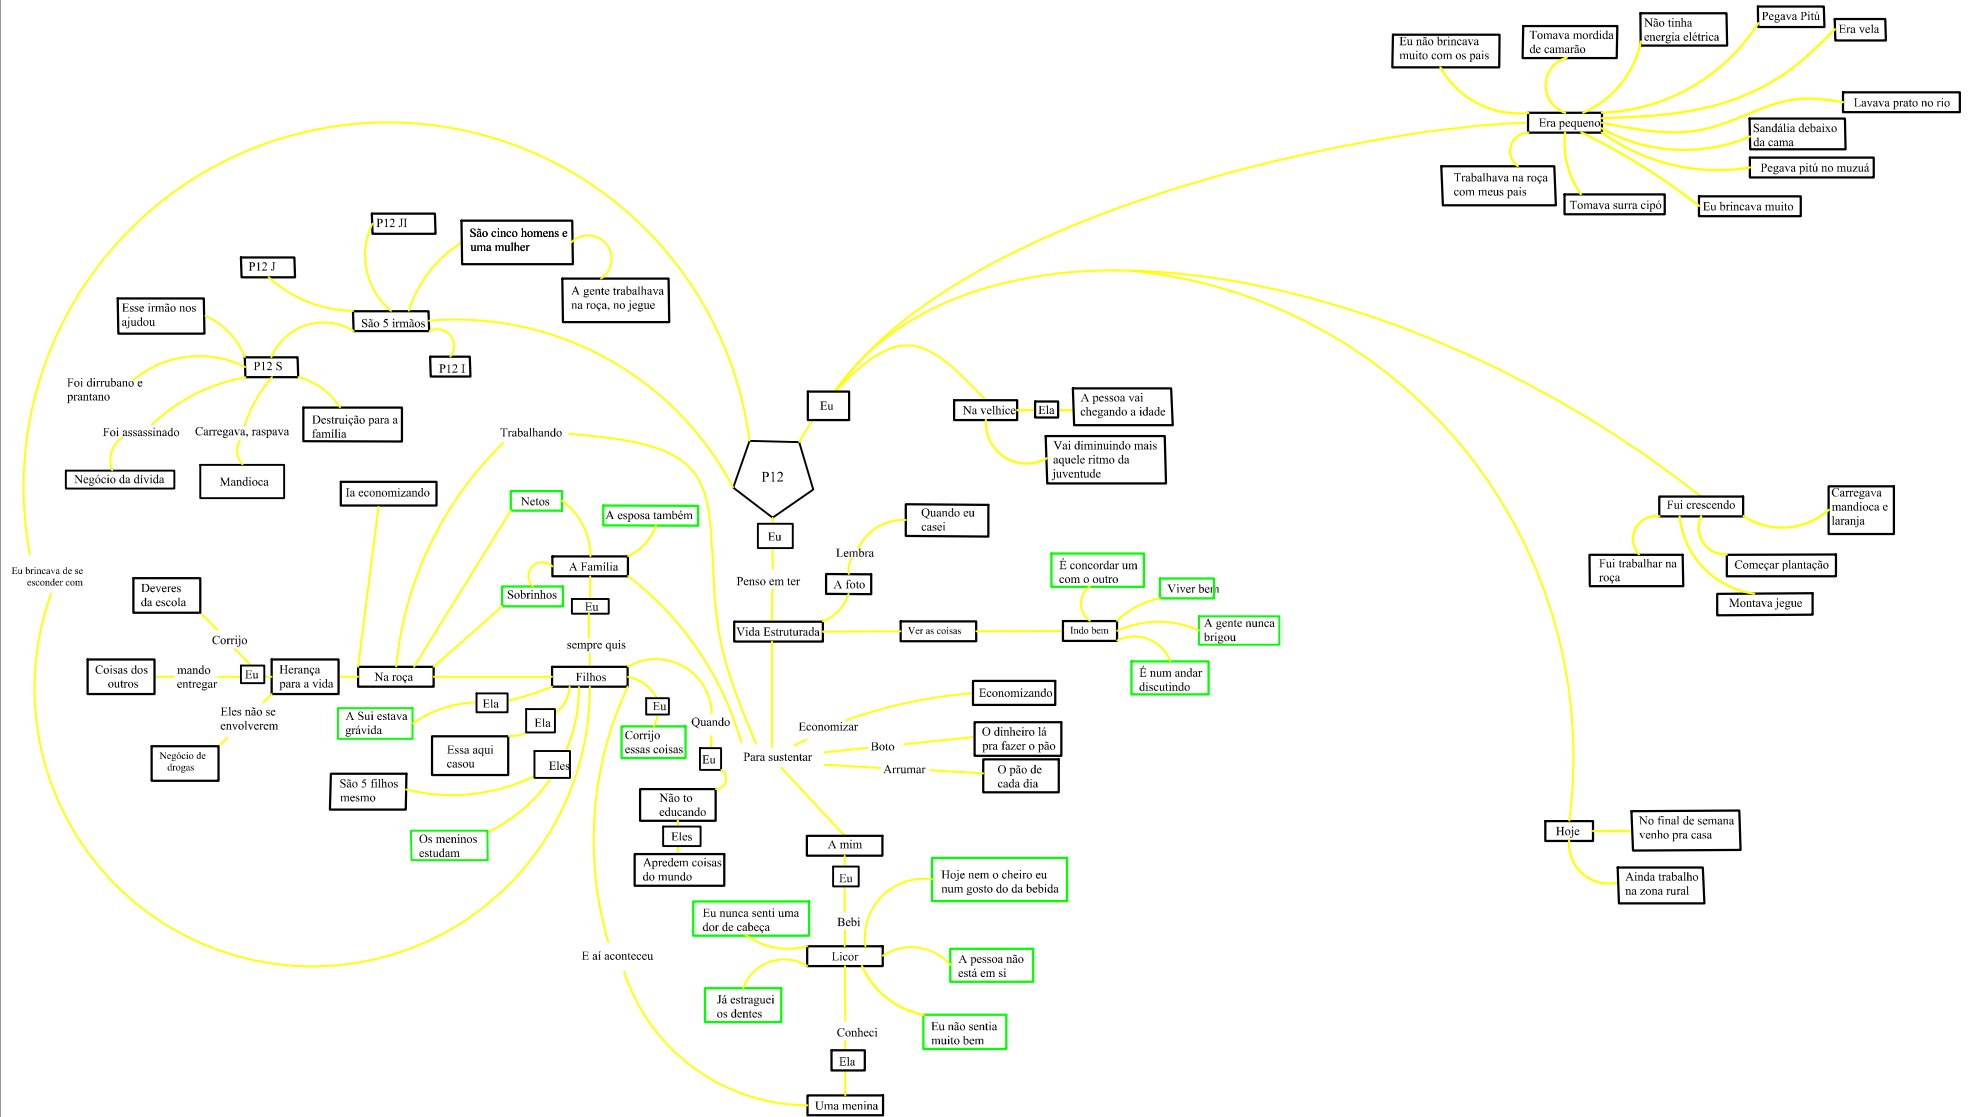 Eu não brincava
muito com os pais
Tomava mordida
de camarão
Não tinha
energia elétrica
Pegava Pitú
Era vela
Lavava prato no rio
Era pequeno
Sandália debaixo
da cama
Pegava pitú no muzuá
Trabalhava na roça
com meus pais
Tomava surra cipó
Eu brincava muito
P12 JI
São cinco homens e
uma mulher
P12 J
A gente trabalhava
na roça, no jegue
Esse irmão nos
ajudou
São 5 irmãos
P12 S
P12 I
Foi dirrubano e
prantano
Destruição para a
família
Foi assassinado
Carregava, raspava
Negócio da dívida
Mandioca
Eu
Na velhice
Ela
A pessoa vai
chegando a idade
Vai diminuindo mais
aquele ritmo da
juventude
Trabalhando
P12
Ia economizando
Netos
A esposa também
Eu
Quando eu
casei
Fui crescendo
Carregava
mandioca e
laranja
Lembra
A foto
É concordar um
com o outro
Viver bem
Fui trabalhar na
roça
Começar plantação
Montava jegue
Eu brincava de se
esconder com
A Família
Sobrinhos
Eu
sempre quis
Penso em ter
Vida Estruturada
Ver as coisas
Indo bem
A gente nunca
brigou
É num andar
discutindo
Deveres
da escola
Corrijo
Coisas dos
outros
mando
entregar
Eu
Herança
para a vida
Na roça
Filhos
Eles não se
envolverem
Negócio de
drogas
A Sui estava
grávida
Ela
Ela
Eu
Corrijo
essas coisas
Quando
Eu
Essa aqui
casou
Eles
São 5 filhos
mesmo
Os meninos
estudam
Não to
educando
Eles
Apredem coisas
do mundo
Para sustentar
Economizar
Economizando
Boto
O dinheiro lá
pra fazer o pão
Arrumar
O pão de
cada dia
A mim
Eu
Bebi
Hoje nem o cheiro eu
num gosto do da bebida
Eu nunca senti uma
dor de cabeça
Licor
A pessoa não
está em si
Já estraguei
os dentes
Eu não sentia
muito bem
E aí aconteceu
Conheci
Ela
Uma menina
Hoje
No final de semana
venho pra casa
Ainda trabalho
na zona rural